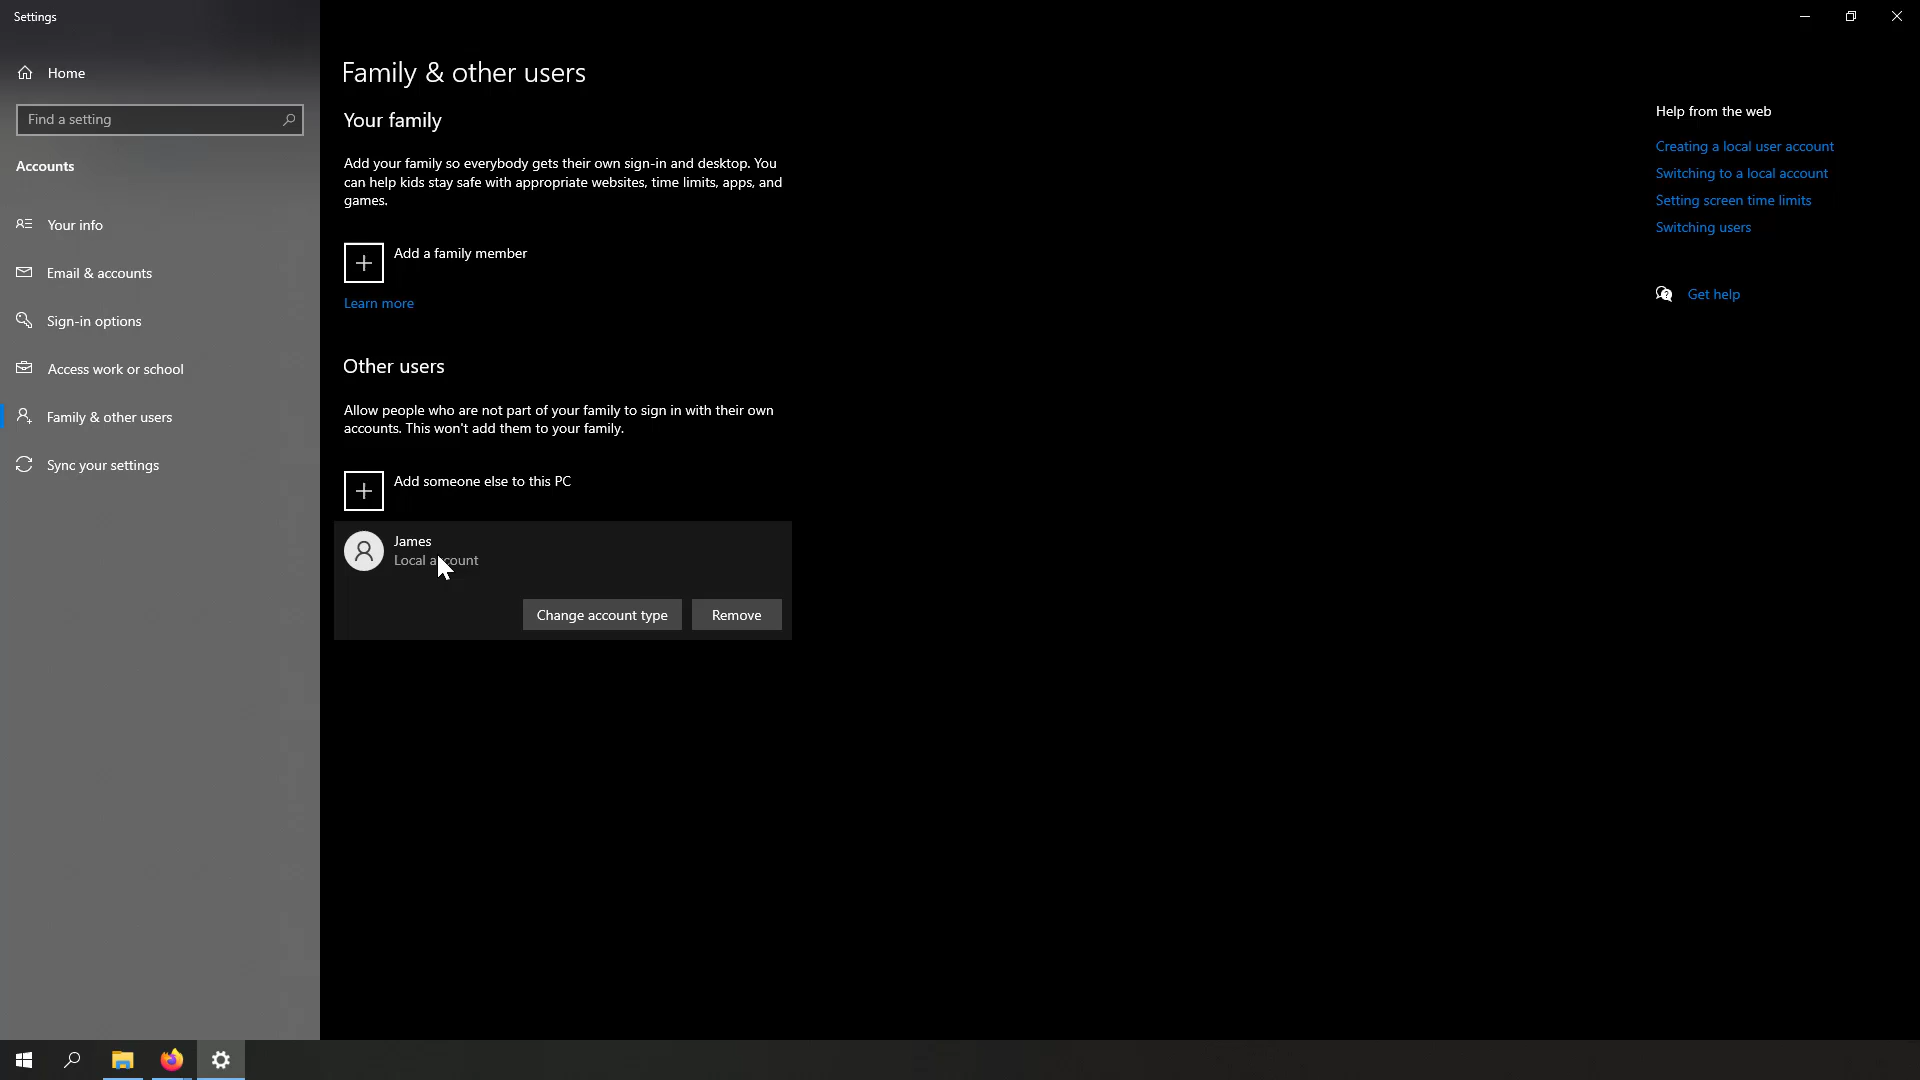 Settings
Home
Find a setting
Accounts
Your info
Email & accounts
Sign-in options
Access work or school
Family & other users
Sync your settings
Family & other users
Your family
Add your family so everybody gets their own sign-in and desktop. You
can help kids stay safe with appropriate websites, time limits, apps, and
games.
Add a family member
Learn more
Other users
Allow people who are not part of your family to sign in with their own
accounts. This won't add them to your family.
Add someone else to this PC
James
Local account
Change account type
Remove
Help from the web
Creating a local user account
Switching to a local account
Setting screen time limits
Switching users
Get help